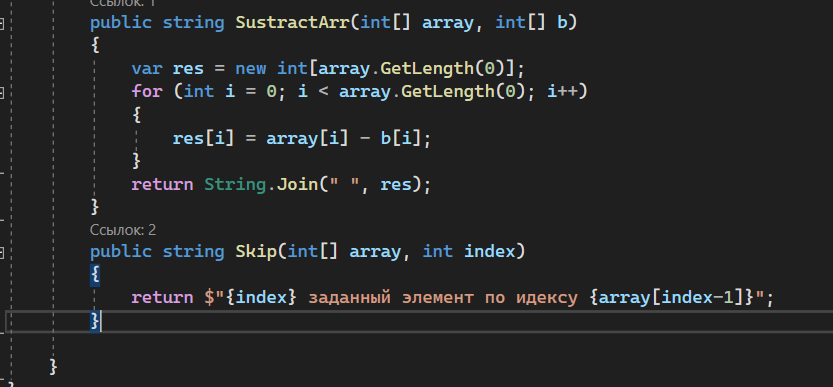 Ссылок: 1
public string SustractArr(int[] array, int[] b)
{
var res = new int[array.GetLength(0)];
for (int i = 0; i < array.GetLength(0); i++)
{
res[i] = array[i] - b[i];
}
return String.Join(" ", res);
}
Ссылок: 2
public string Skip(int[] array, int index)
{
return $"{index} заданный элемент по идексу {array[index-1]}";
}
}
}